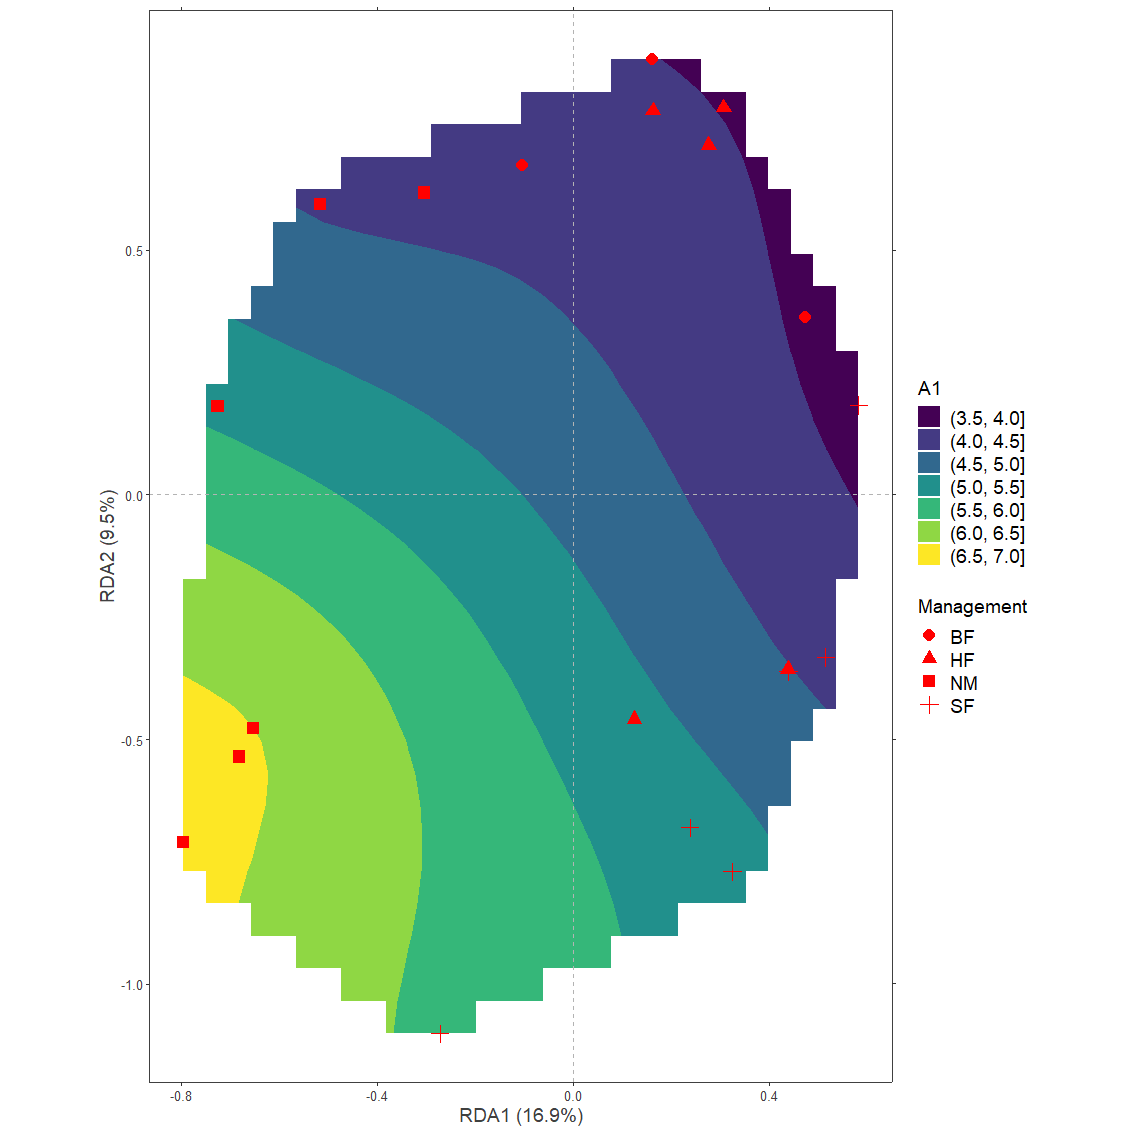 0.5
0.0
-0.5
-1.0
RDA2 (9.5%)
-0.8
-0.4
0.0
0.4
RDA1 (16.9%)
A1
(3.5, 4.0]
(4.0, 4.5]
(4.5, 5.0]
(5.0, 5.5]
(5.5, 6.0]
(6.0, 6.5]
(6.5, 7.0]
Management
BF
HF
NM
SF